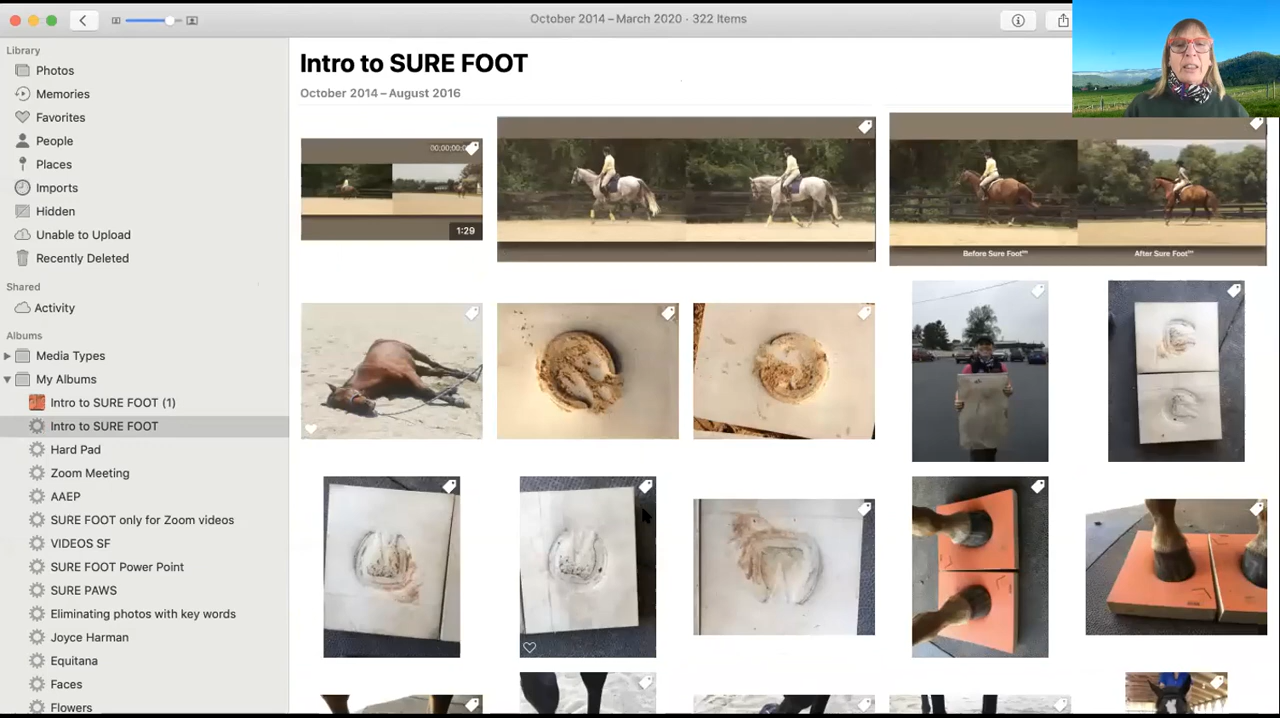 October 2014 – March 2020 · 322 Items
Library
Photos
Memories
Favorites
People
Places
Imports
Hidden
Unable to Upload
Recently Deleted
Shared
Activity
Albums
Media Types
My Albums
Intro to SURE FOOT (1)
Intro to SURE FOOT
Hard Pad
Zoom Meeting
AAEP
SURE FOOT only for Zoom videos
VIDEOS SF
SURE FOOT Power Point
SURE PAWS
Eliminating photos with key words
Joyce Harman
Equitana
Faces
Flowers
Intro to SURE FOOT
October 2014 – August 2016
1:29
Before Sure Foot℠
After Sure Foot℠